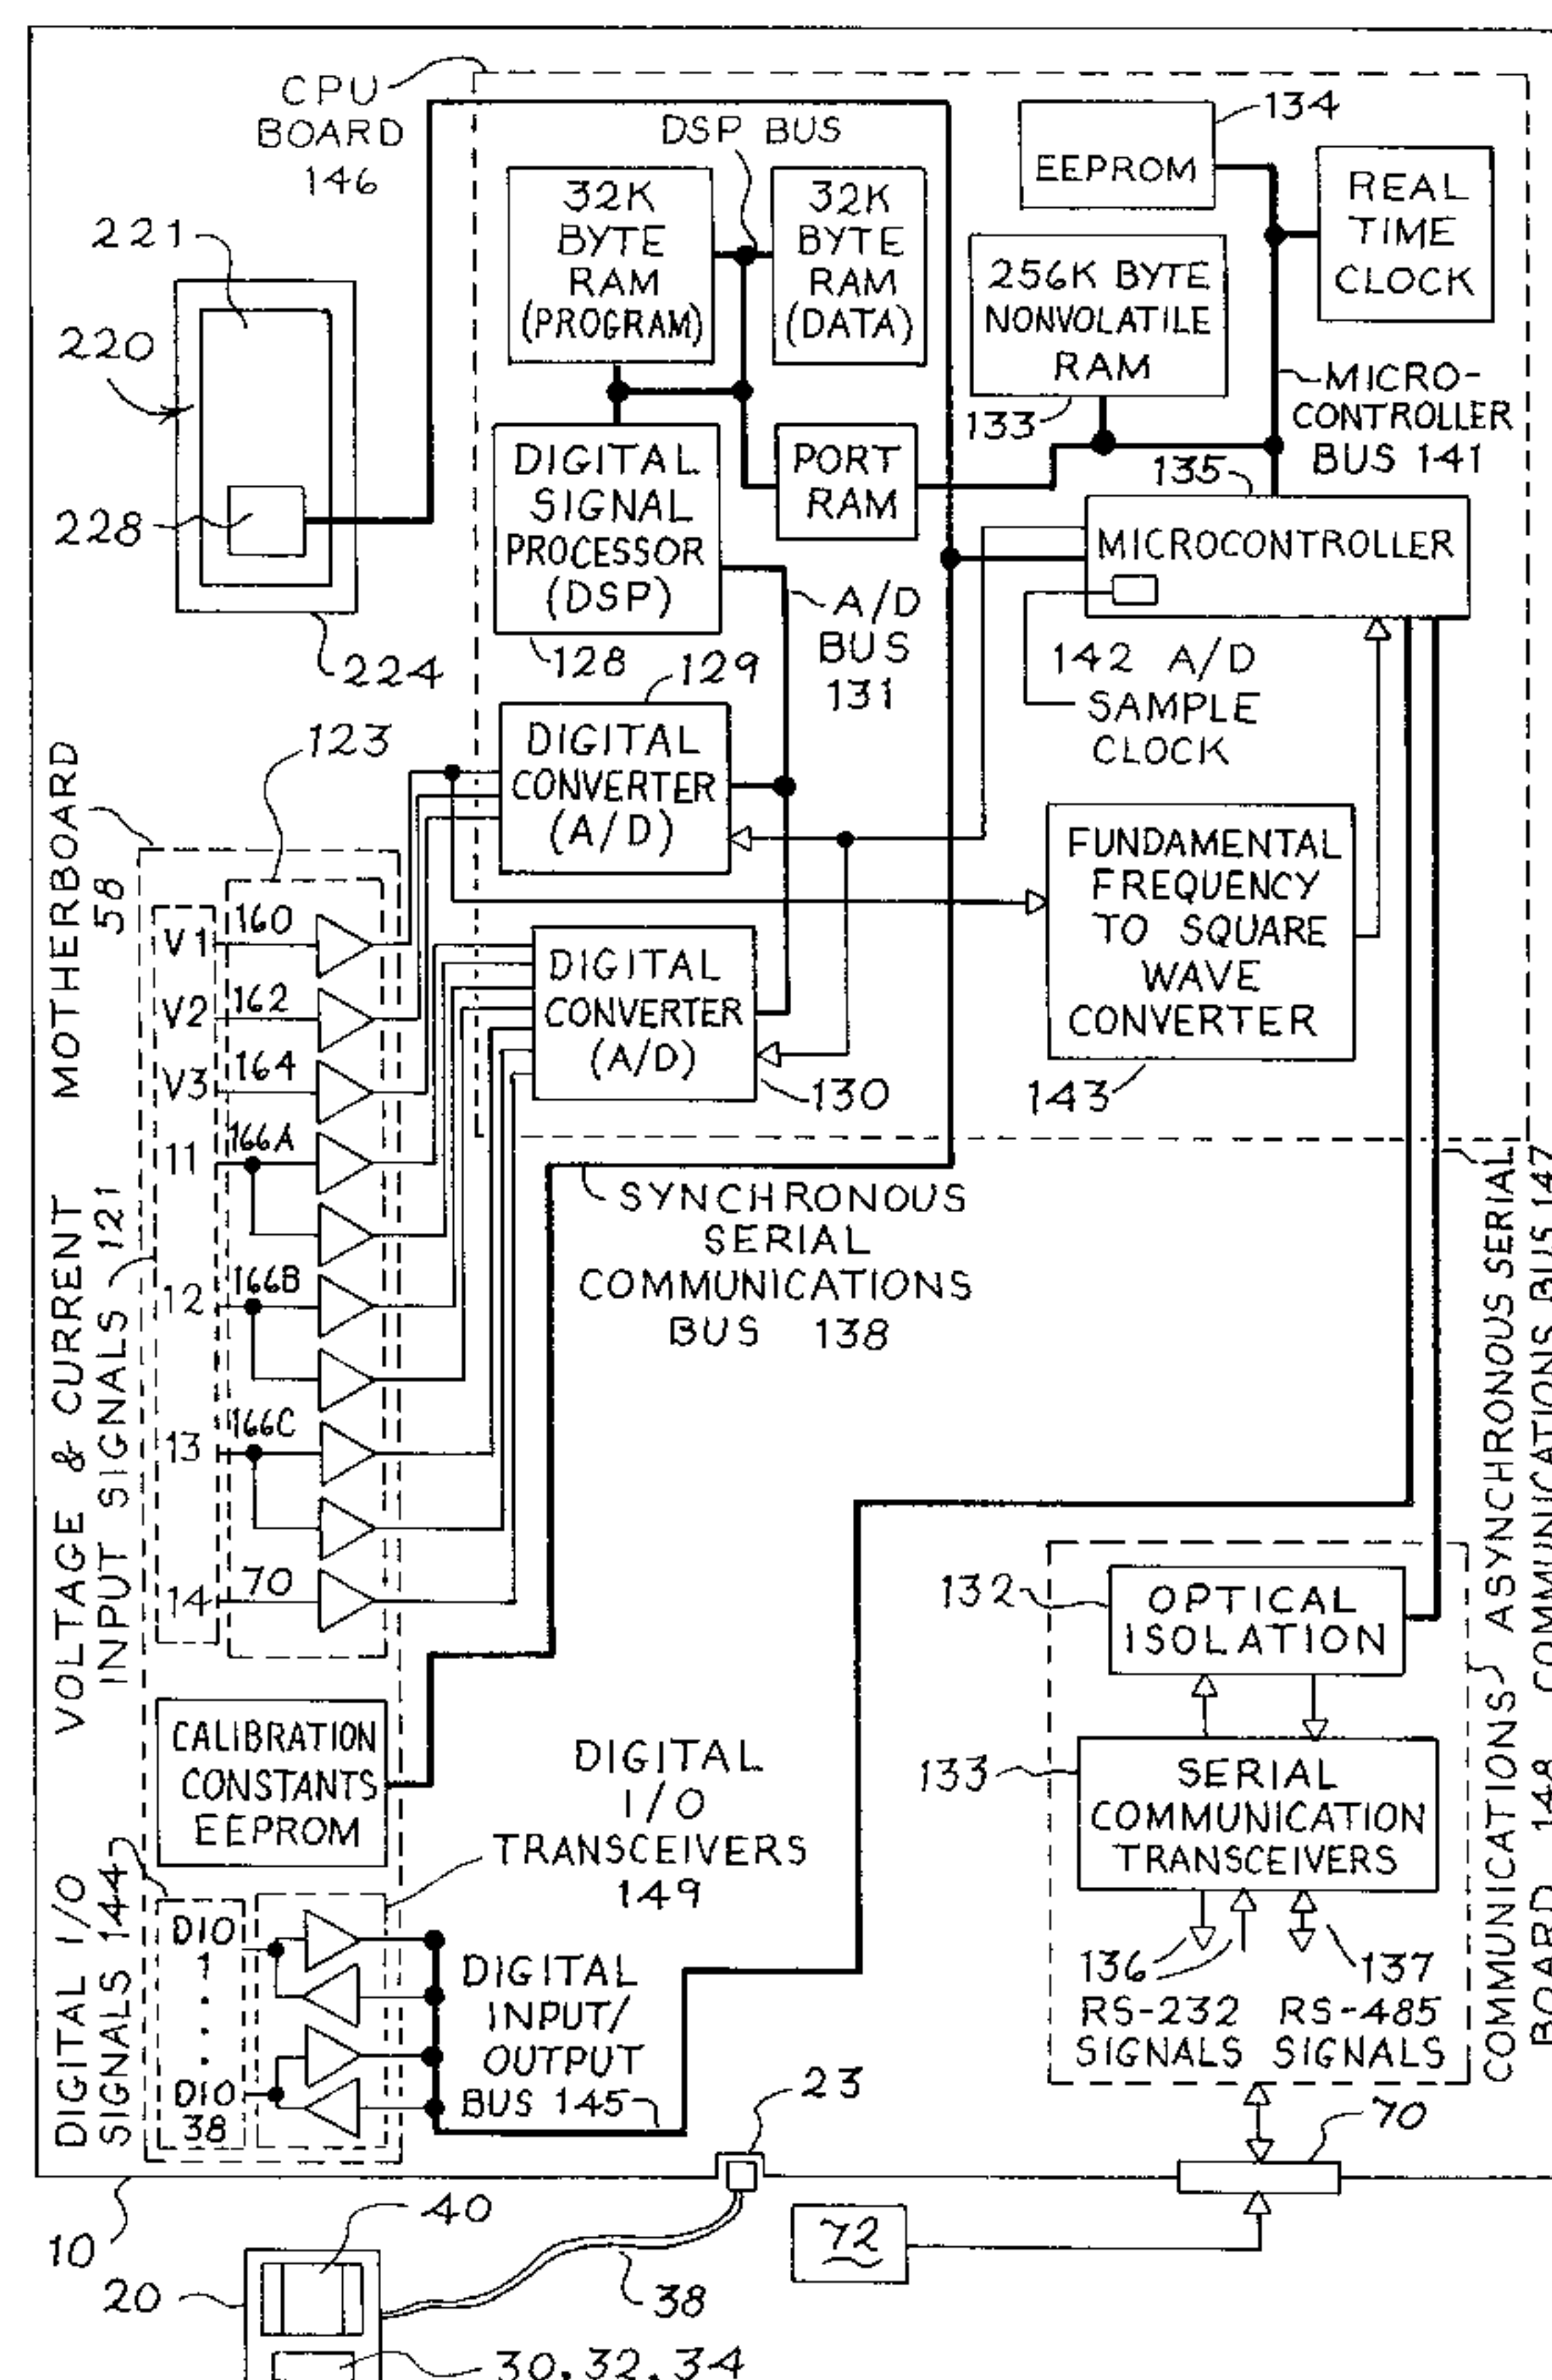 CPU
BOARD
146
DSP BUS
134
EEPROM
REAL
TIME
CLOCK
32K
BYTE
RAM
(PROGRAM)
32K
BYTE
RAM
(DATA)
256K BYTE
NONVOLATILE
RAM
133
MICRO-
CONTROLLER
BUS 141
221
220
228
224
DIGITAL
SIGNAL
PROCESSOR
(DSP)
128
PORT
RAM
135
MICROCONTROLLER
A/D
BUS
131
142 A/D
SAMPLE
CLOCK
129
DIGITAL
CONVERTER
(A/D)
123
MOTHERBOARD
58
FUNDAMENTAL
FREQUENCY
TO SQUARE
WAVE
CONVERTER
143
DIGITAL
CONVERTER
(A/D)
130
V1 160
V2 162
V3 164
11 166A
12 166B
13 166C
14 70
VOLTAGE & CURRENT
INPUT SIGNALS 121
SYNCHRONOUS
SERIAL
COMMUNICATIONS
BUS 138
ASYNCHRONOUS SERIAL
COMMUNICATIONS BUS 147
132
OPTICAL
ISOLATION
133
SERIAL
COMMUNICATION
TRANSCEIVERS
136
RS-232
SIGNALS
137
RS-485
SIGNALS
COMMUNICATIONS
BOARD 148
CALIBRATION
CONSTANTS
EEPROM
DIGITAL
I/O
TRANSCEIVERS
149
DIGITAL I/O
SIGNALS 144
DIO
1
.
.
.
DIO
38
DIGITAL
INPUT/
OUTPUT
BUS 145
23
70
72
10
40
20
38
30,32,34